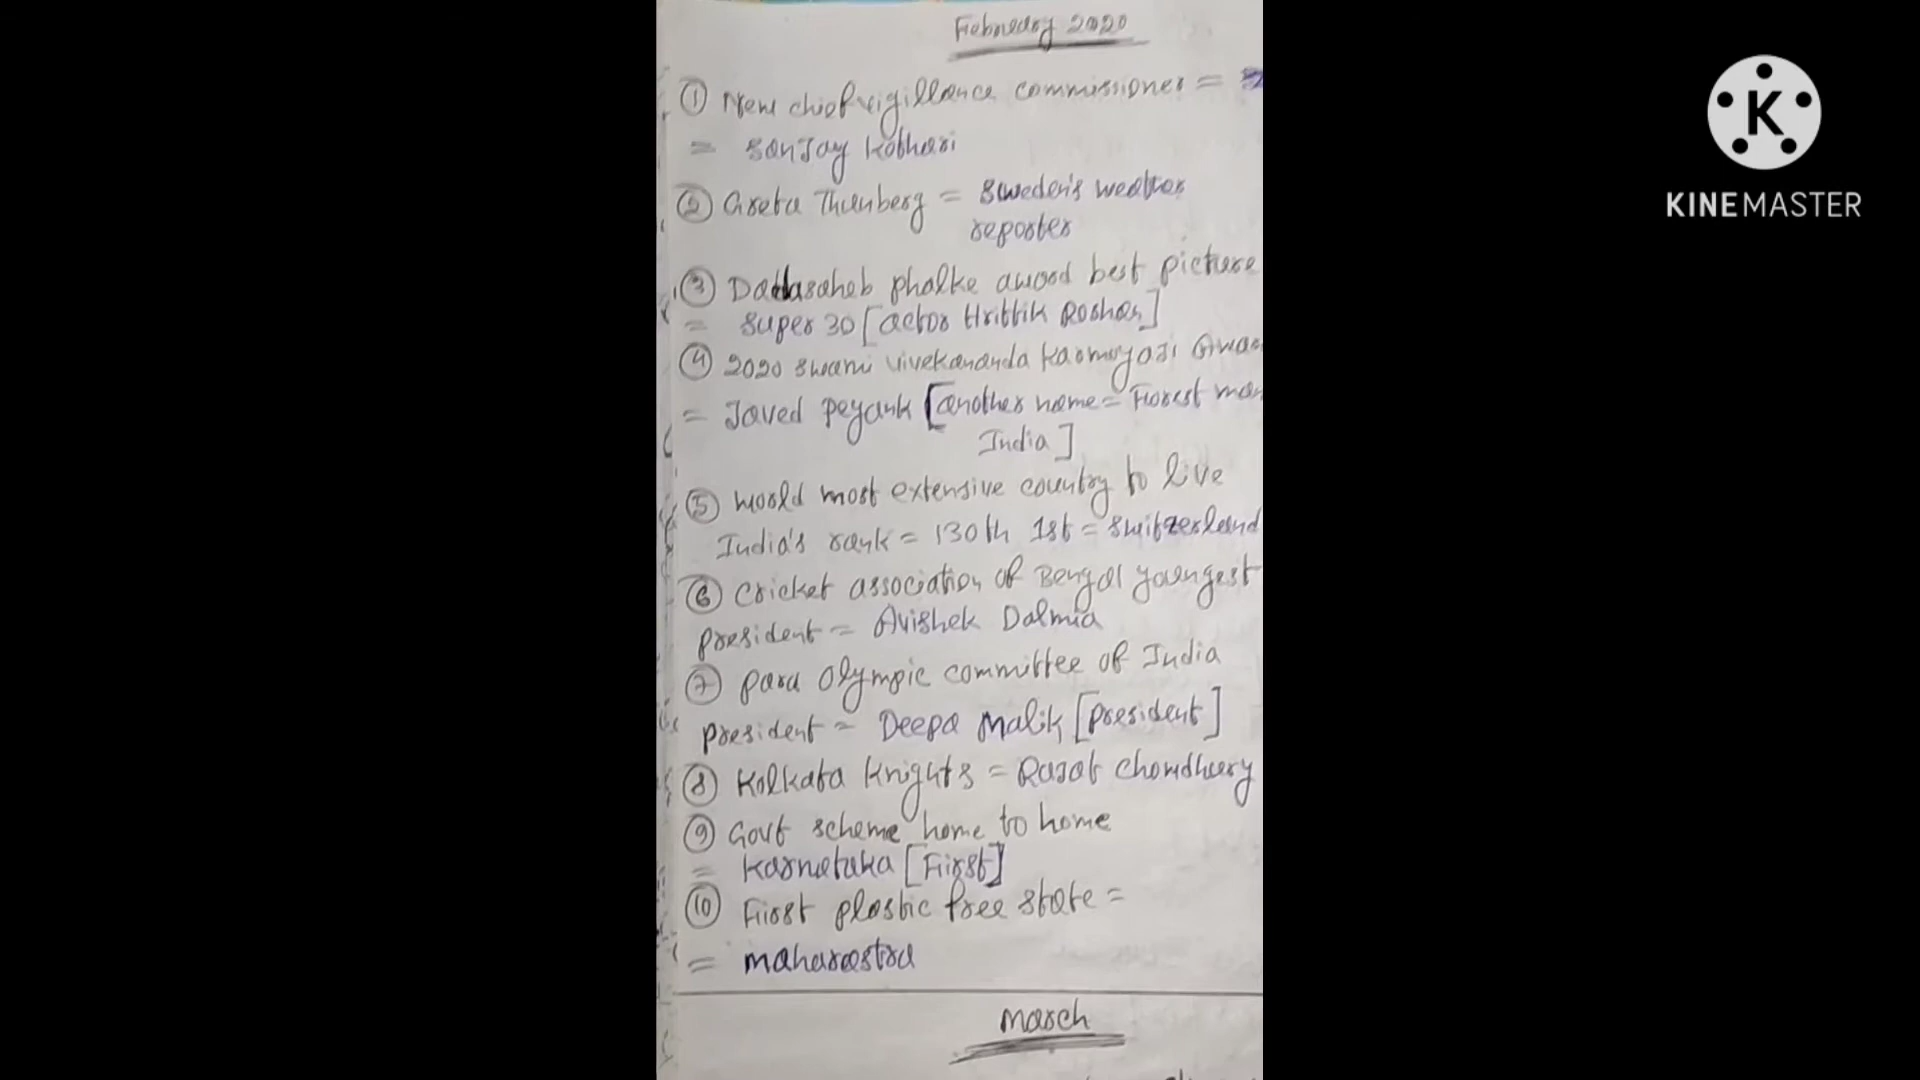 February 2020
① New chief vigillance commissioner =
= Sanjay Kothari
② Greta Thunberg = Sweden's weather
reporter
③ Dadasaheb phalke award best picture
= Super 30 [actor Hrittik Roshan]
④ 2020 Swami Vivekananda Karmyogi Awar
= Javed Peyank [another name = Forest man
India]
⑤ World most extensive country to live
India's rank = 130th 1st = Switzerland
⑥ Cricket association of Bengal youngest
president = Avishek Dalmia
⑦ Para Olympic committee of India
president = Deepa Malik [president]
⑧ Kolkata Knights = Rajat Chowdhury
⑨ Govt scheme home to home
= Karnataka [First]
⑩ First plastic free state =
= maharastra
March
K
KINEMASTER